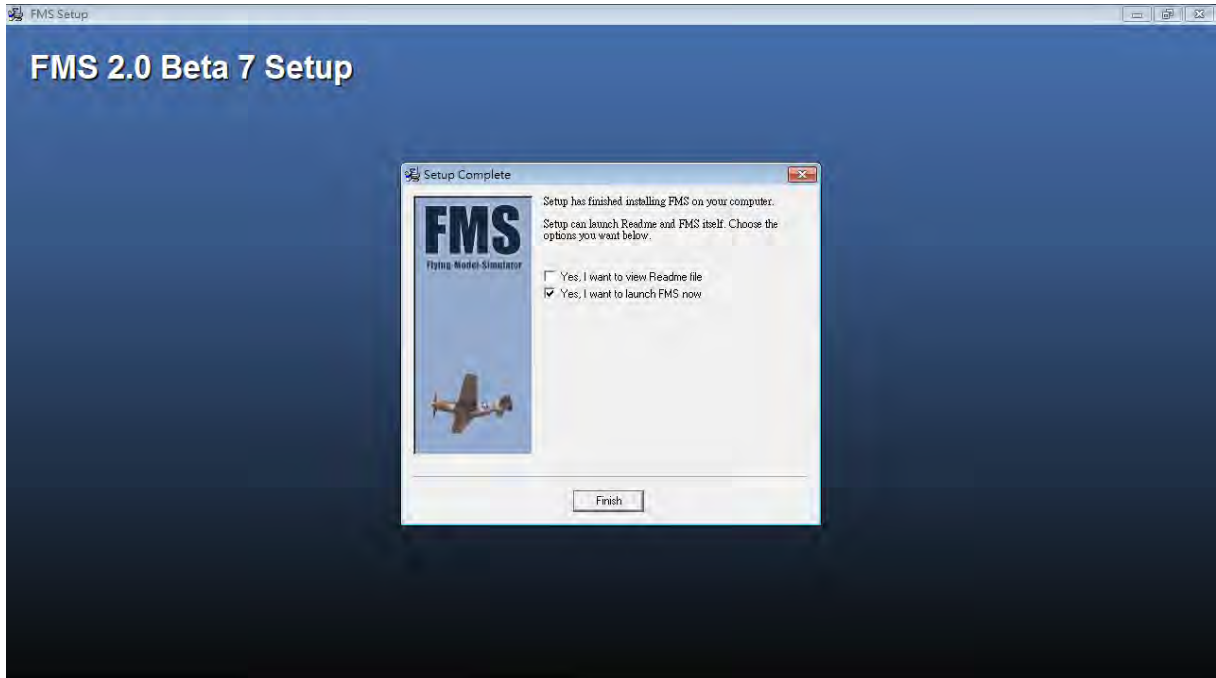 FMS Setup
FMS 2.0 Beta 7 Setup
Setup Complete
FMS
Flying-Model-Simulator
Setup has finished installing FMS on your computer.
Setup can launch Readme and FMS itself. Choose the
options you want below.
Yes, I want to view Readme file
Yes, I want to launch FMS now
Finish